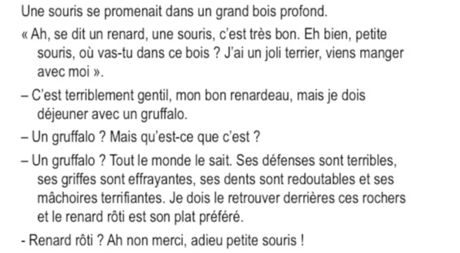 Une souris se promenait dans un grand bois profond.
« Ah, se dit un renard, une souris, c'est très bon. Eh bien, petite
souris, où vas-tu dans ce bois ? J'ai un joli terrier, viens manger
avec moi ».
– C'est terriblement gentil, mon bon renardeau, mais je dois
déjeuner avec un gruffalo.
– Un gruffalo ? Mais qu'est-ce que c'est ?
– Un gruffalo ? Tout le monde le sait. Ses défenses sont terribles,
ses griffes sont effrayantes, ses dents sont redoutables et ses
mâchoires terrifiantes. Je dois le retrouver derrières ces rochers
et le renard rôti est son plat préféré.
- Renard rôti ? Ah non merci, adieu petite souris !